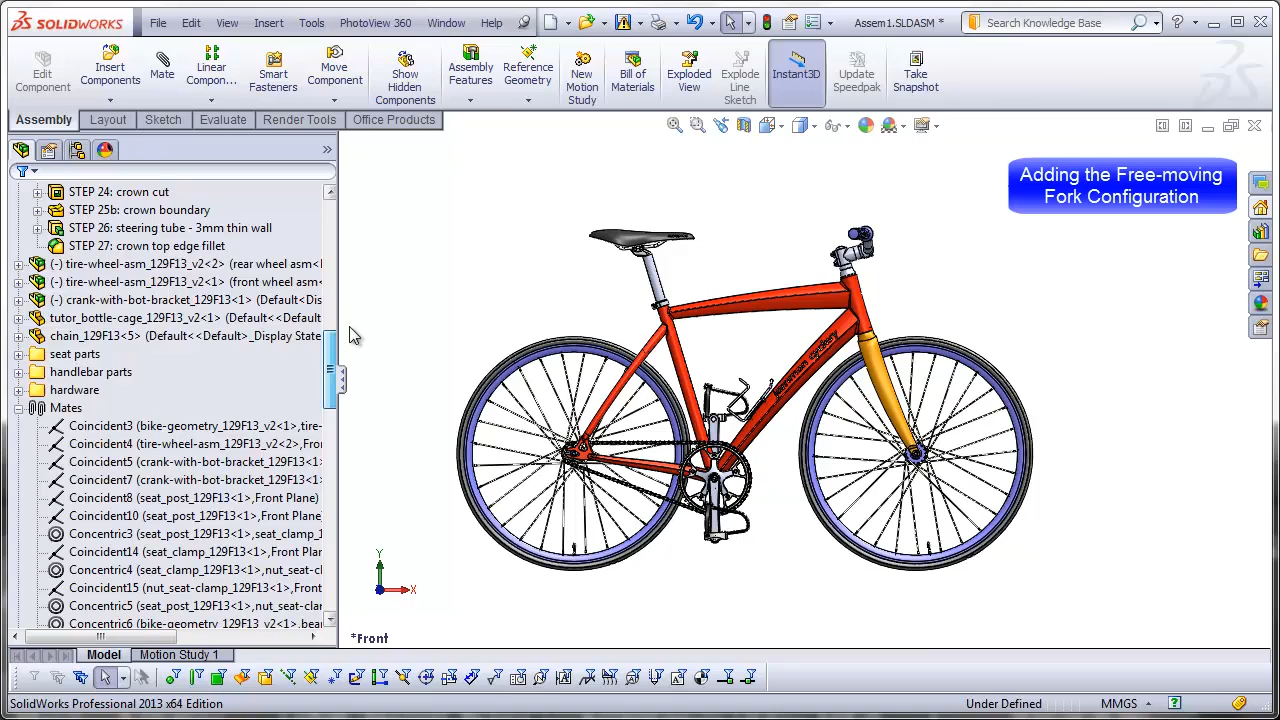 SOLIDWORKS File Edit View Insert Tools PhotoView 360 Window Help Assem1.SLDASM * Search Knowledge Base
Edit Component
Insert Components
Mate
Linear Compon...
Smart Fasteners
Move Component
Show Hidden Components
Assembly Features
Reference Geometry
New Motion Study
Bill of Materials
Exploded View
Explode Line Sketch
Instant3D
Update Speedpak
Take Snapshot
Assembly Layout Sketch Evaluate Render Tools Office Products
Adding the Free-moving
Fork Configuration
STEP 24: crown cut
STEP 25b: crown boundary
STEP 26: steering tube - 3mm thin wall
STEP 27: crown top edge fillet
(-) tire-wheel-asm_129F13_v2<2> (rear wheel asm<
(-) tire-wheel-asm_129F13_v2<1> (front wheel asm<
(-) crank-with-bot-bracket_129F13<1> (Default<Dis
tutor_bottle-cage_129F13_v2<1> (Default<<Default
chain_129F13<5> (Default<<Default>_Display State
seat parts
handlebar parts
hardware
Mates
Coincident3 (bike-geometry_129F13_v2<1>,tire-
Coincident4 (tire-wheel-asm_129F13_v2<2>,Fron
Coincident5 (crank-with-bot-bracket_129F13<1>
Coincident7 (crank-with-bot-bracket_129F13<1>
Coincident8 (seat_post_129F13<1>,Front Plane)
Coincident10 (seat_post_129F13<1>,Front Plane)
Concentric3 (seat_post_129F13<1>,seat_clamp_
Coincident14 (seat_clamp_129F13<1>,Front Plan
Concentric4 (seat_clamp_129F13<1>,nut_seat-cl
Coincident15 (nut_seat-clamp_129F13<1>,Front
Concentric5 (seat_post_129F13<1>,nut_seat-cla
Concentric6 (bike-geometry_129F13_v2<1>,bear
Y
X
*Front
Model Motion Study 1
SolidWorks Professional 2013 x64 Edition Under Defined MMGS